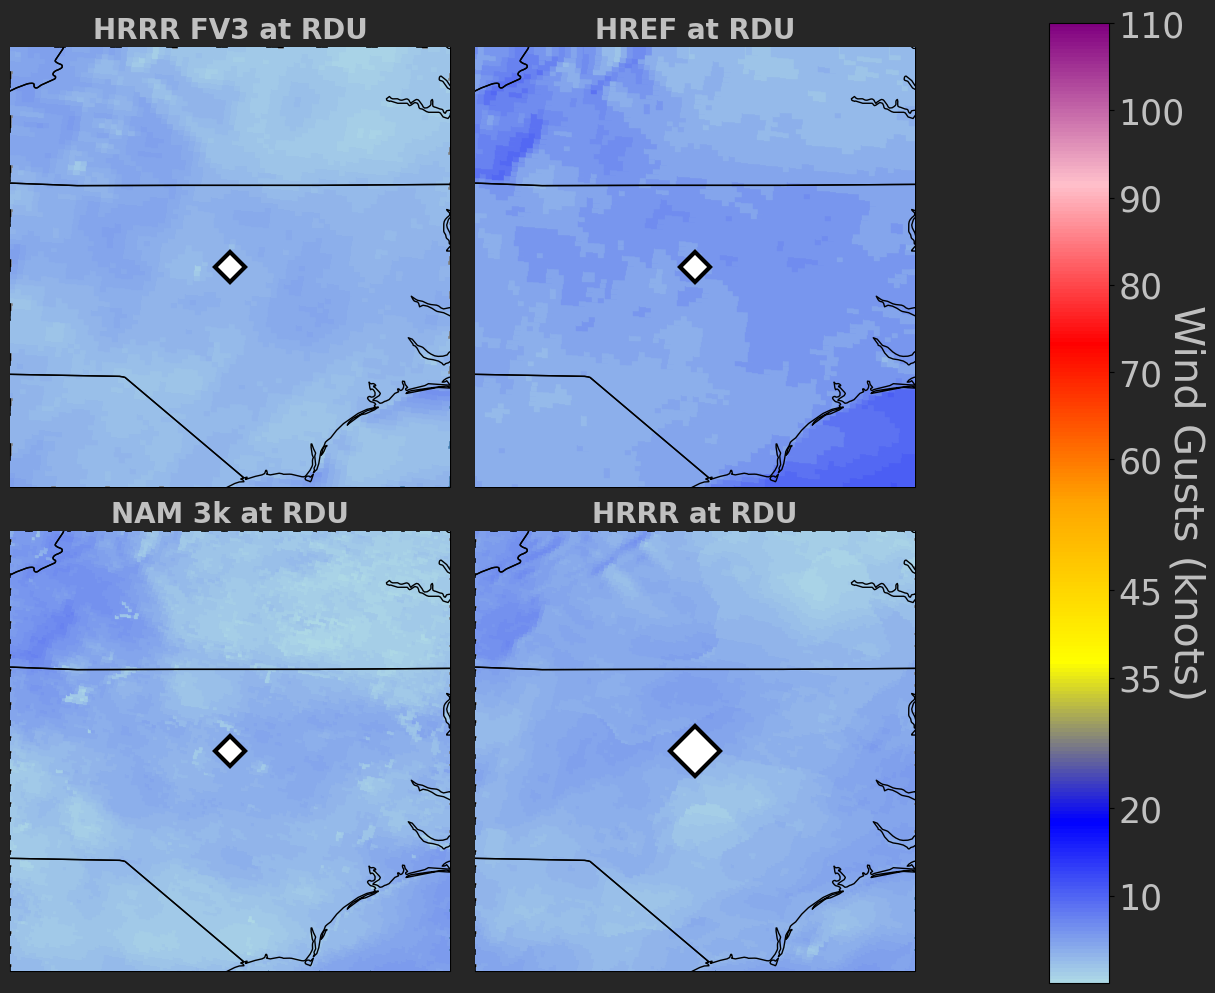 HRRR FV3 at RDU
HREF at RDU
NAM 3k at RDU
HRRR at RDU
110
100
90
80
70
60
45
35
20
10
Wind Gusts (knots)